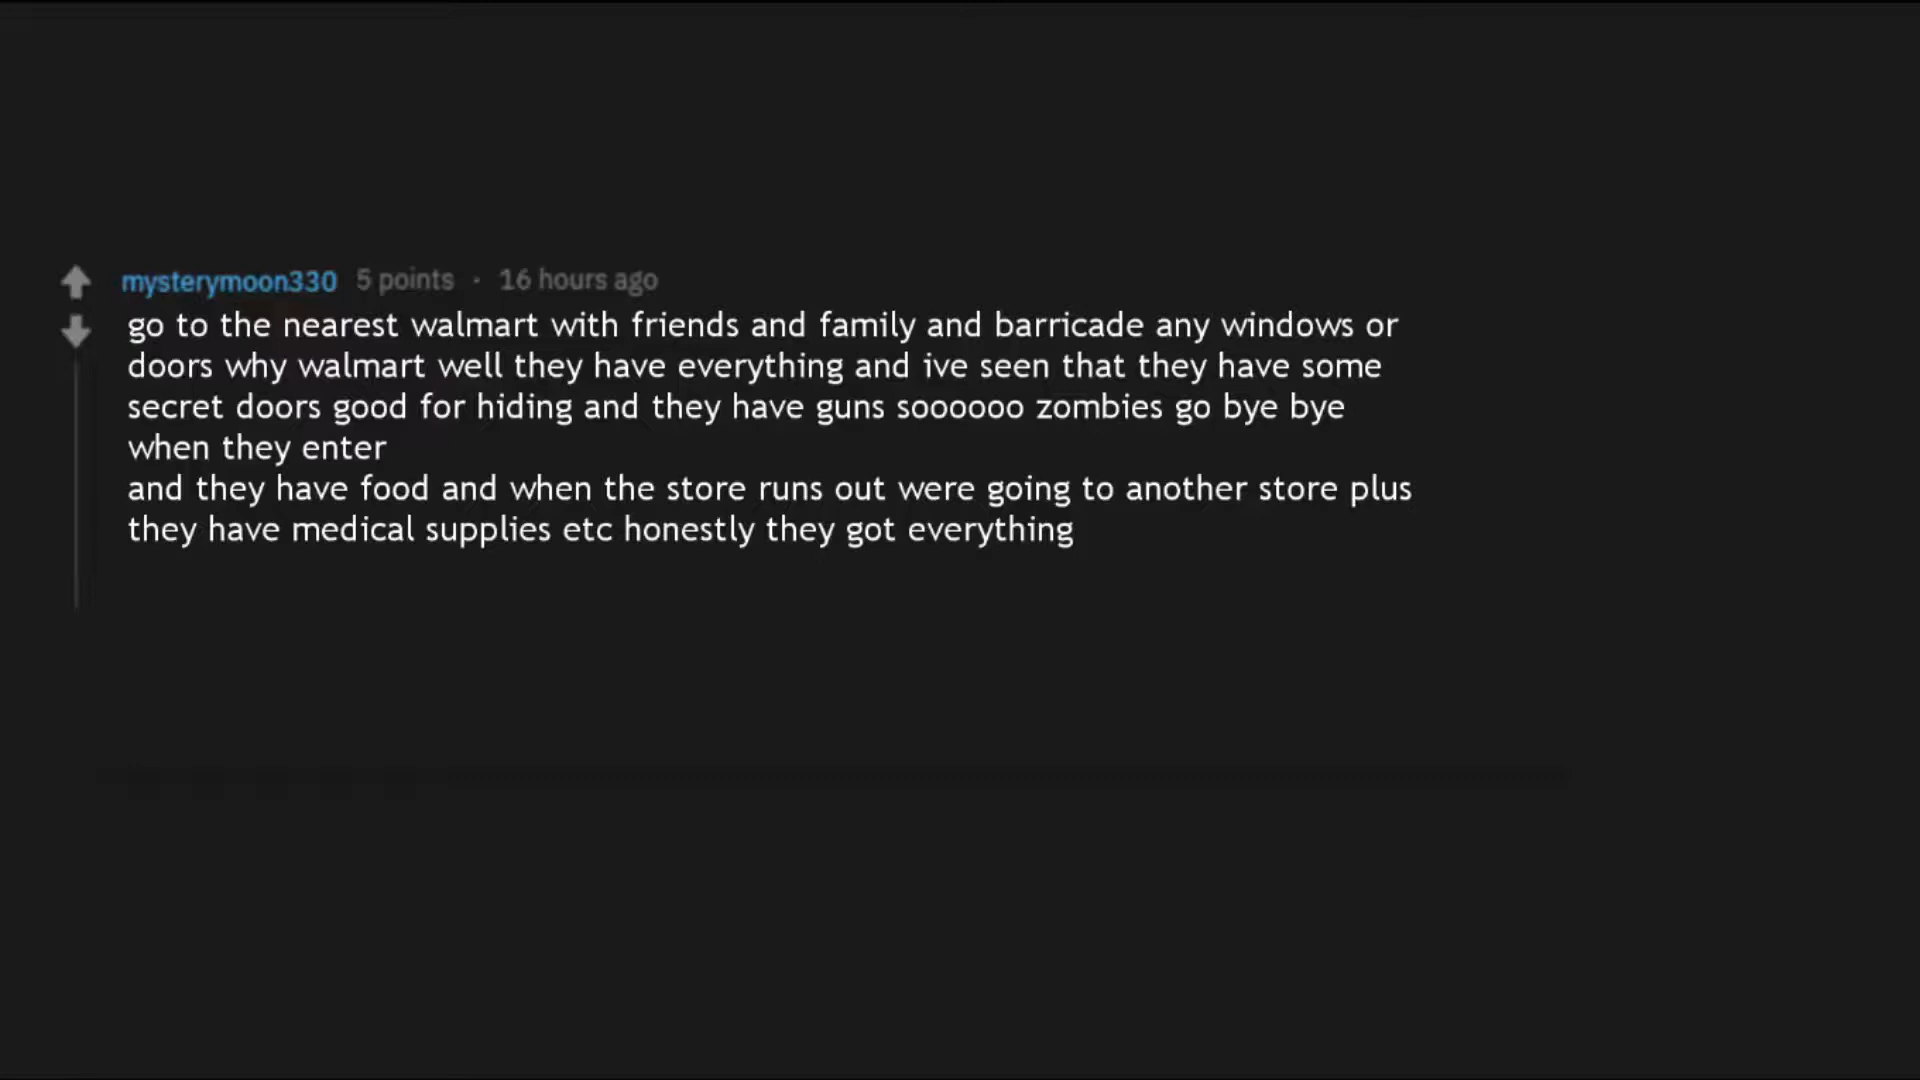 mysterymoon330 5 points · 16 hours ago
go to the nearest walmart with friends and family and barricade any windows or
doors why walmart well they have everything and ive seen that they have some
secret doors good for hiding and they have guns soooooo zombies go bye bye
when they enter
and they have food and when the store runs out were going to another store plus
they have medical supplies etc honestly they got everything